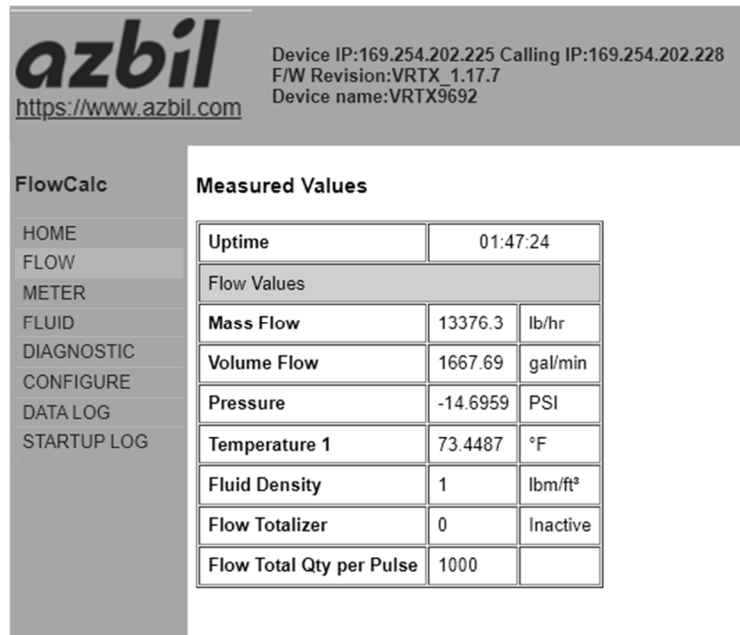 azbil
https://www.azbil.com
Device IP:169.254.202.225 Calling IP:169.254.202.228
F/W Revision:VRTX_1.17.7
Device name:VRTX9692
FlowCalc
HOME
FLOW
METER
FLUID
DIAGNOSTIC
CONFIGURE
DATA LOG
STARTUP LOG
Measured Values
Uptime 01:47:24
Flow Values
Mass Flow 13376.3 lb/hr
Volume Flow 1667.69 gal/min
Pressure -14.6959 PSI
Temperature 1 73.4487 °F
Fluid Density 1 lbm/ft³
Flow Totalizer 0 Inactive
Flow Total Qty per Pulse 1000